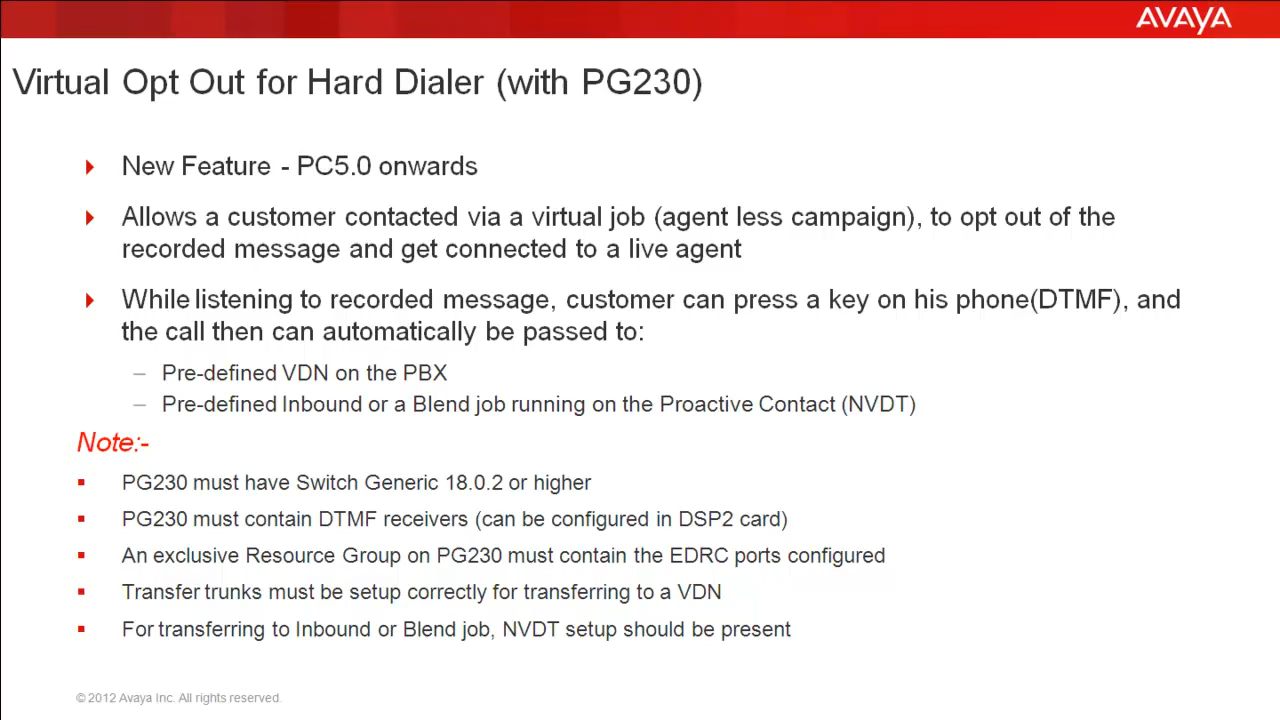 AVAYA
Virtual Opt Out for Hard Dialer (with PG230)
New Feature - PC5.0 onwards
Allows a customer contacted via a virtual job (agent less campaign), to opt out of the
recorded message and get connected to a live agent
While listening to recorded message, customer can press a key on his phone(DTMF), and
the call then can automatically be passed to:
– Pre-defined VDN on the PBX
– Pre-defined Inbound or a Blend job running on the Proactive Contact (NVDT)
Note:-
PG230 must have Switch Generic 18.0.2 or higher
PG230 must contain DTMF receivers (can be configured in DSP2 card)
An exclusive Resource Group on PG230 must contain the EDRC ports configured
Transfer trunks must be setup correctly for transferring to a VDN
For transferring to Inbound or Blend job, NVDT setup should be present
© 2012 Avaya Inc. All rights reserved.